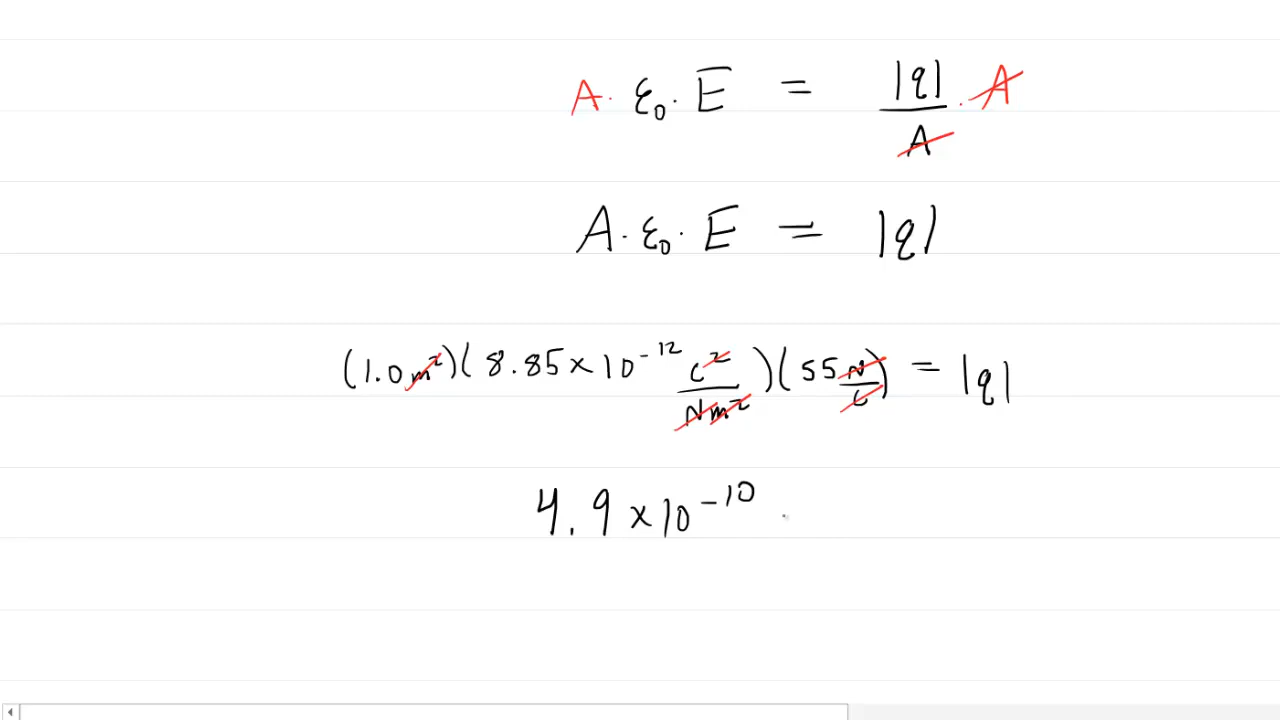 A · ε₀ · E = |q|/A · A
A · ε₀ · E = |q|
(1.0 m²)(8.85 × 10⁻¹² C²/Nm²)(55 N/C) = |q|
4.9 × 10⁻¹⁰